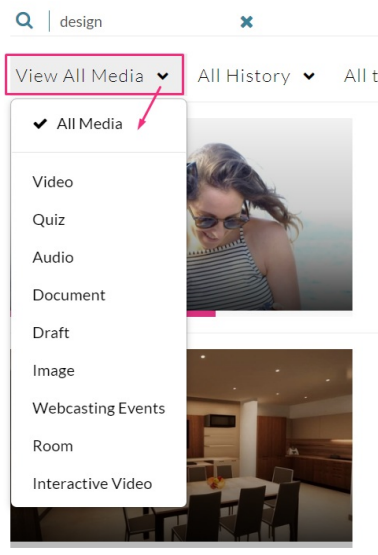 design
View All Media All History All t
All Media
Video
Quiz
Audio
Document
Draft
Image
Webcasting Events
Room
Interactive Video